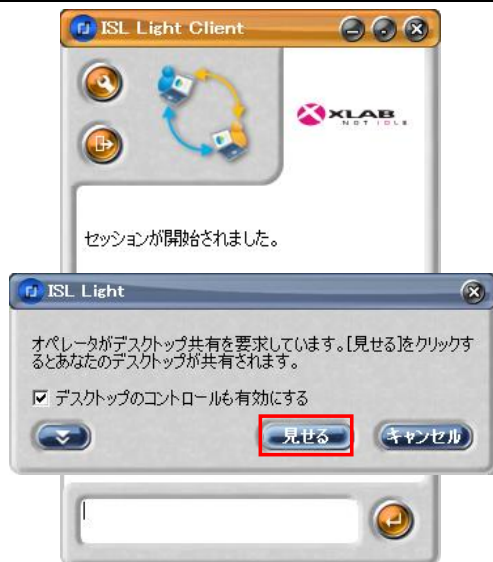 ISL Light Client
XLAB
NOT IDLE
セッションが開始されました。
ISL Light
オペレータがデスクトップ共有を要求しています。[見せる]をクリックす
るとあなたのデスクトップが共有されます。
デスクトップのコントロールも有効にする
見せる
キャンセル